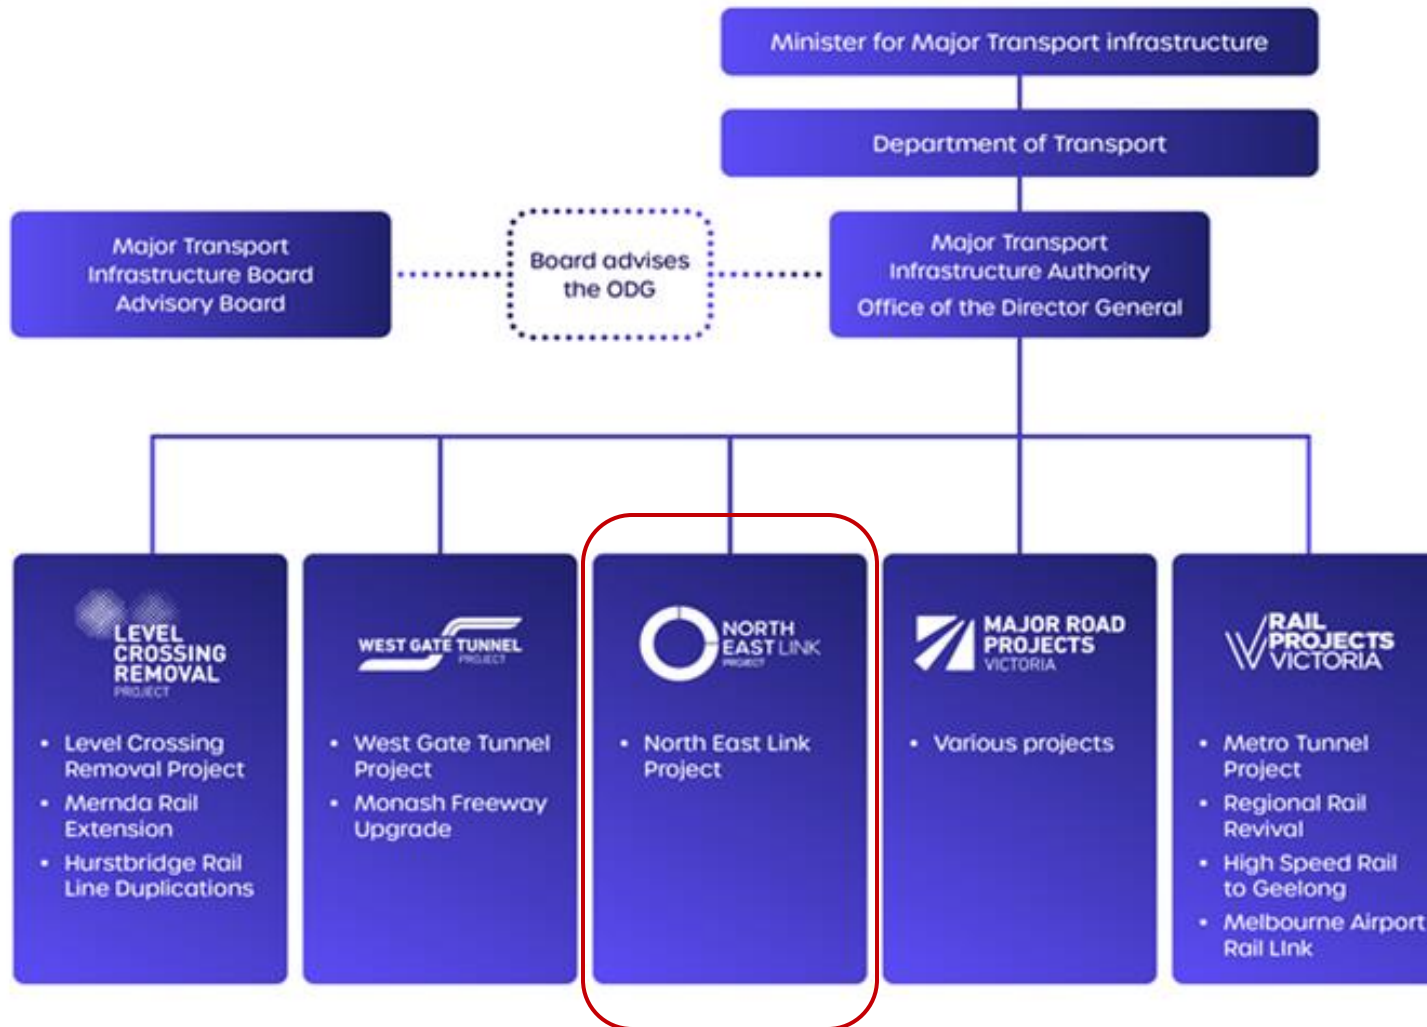 Minister for Major Transport infrastructure
Department of Transport
Major Transport
Infrastructure Board
Advisory Board
Board advises
the ODG
Major Transport
Infrastructure Authority
Office of the Director General
LEVEL
CROSSING
REMOVAL
PROJECT
• Level Crossing
Removal Project
• Mernda Rail
Extension
• Hurstbridge Rail
Line Duplications
WEST GATE TUNNEL
PROJECT
• West Gate Tunnel
Project
• Monash Freeway
Upgrade
NORTH
EAST LINK
PROJECT
• North East Link
Project
MAJOR ROAD
PROJECTS
VICTORIA
• Various projects
RAIL
PROJECTS
VICTORIA
• Metro Tunnel
Project
• Regional Rail
Revival
• High Speed Rail
to Geelong
• Melbourne Airport
Rail LInk